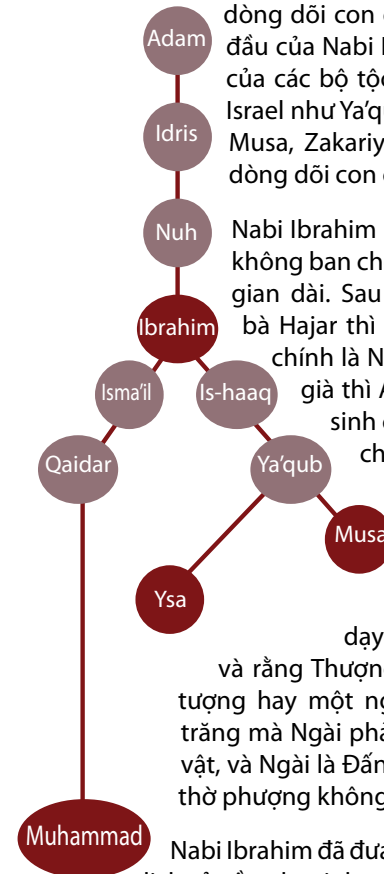 Adam
Idris
Nuh
Ibrahim
Isma’il
Is-haaq
Qaidar
Ya’qub
Musa
Ysa
Muhammad
dòng dõi con
đầu của Nabi
của các bộ tộc
Israel như Ya’qu
Musa, Zakariy
dòng dõi con
Nabi Ibrahim
không ban ch
gian dài. Sau
bà Hajar thì
chính là N
già thì A
sinh
ch
dạy
và rằng Thượn
tượng hay một ng
trăng mà Ngài phả
vật, và Ngài là Đấn
thờ phượng không
Nabi Ibrahim đã đưa